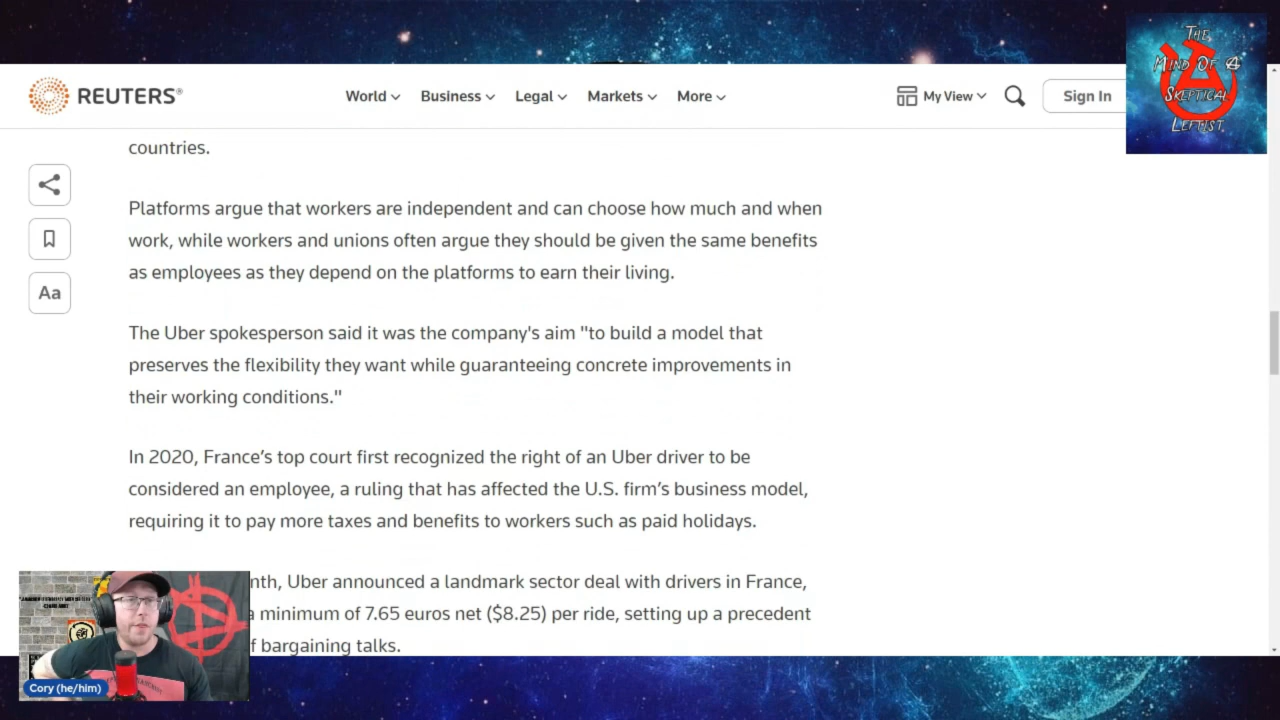 THE
MIND OF A
SKEPTICAL
LEFTIST
REUTERS®
World
Business
Legal
Markets
More
My View
Sign In
countries.
Platforms argue that workers are independent and can choose how much and when
work, while workers and unions often argue they should be given the same benefits
as employees as they depend on the platforms to earn their living.
Aa
The Uber spokesperson said it was the company's aim "to build a model that
preserves the flexibility they want while guaranteeing concrete improvements in
their working conditions."
In 2020, France’s top court first recognized the right of an Uber driver to be
considered an employee, a ruling that has affected the U.S. firm’s business model,
requiring it to pay more taxes and benefits to workers such as paid holidays.
nth, Uber announced a landmark sector deal with drivers in France,
a minimum of 7.65 euros net ($8.25) per ride, setting up a precedent
f bargaining talks.
Cory (he/him)